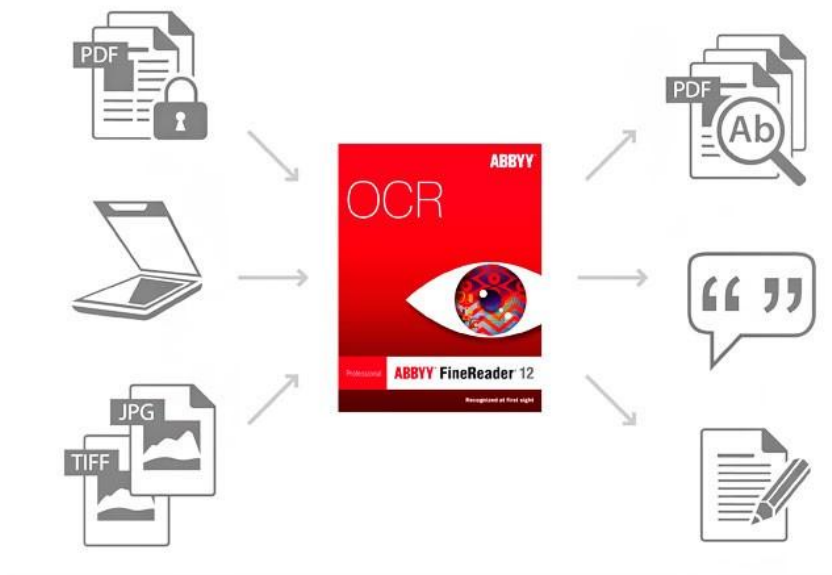 PDF
JPG
TIFF
ABBYY
OCR
Professional
ABBYY FineReader 12
Recognized at first sight
PDF
Ab
“ ”